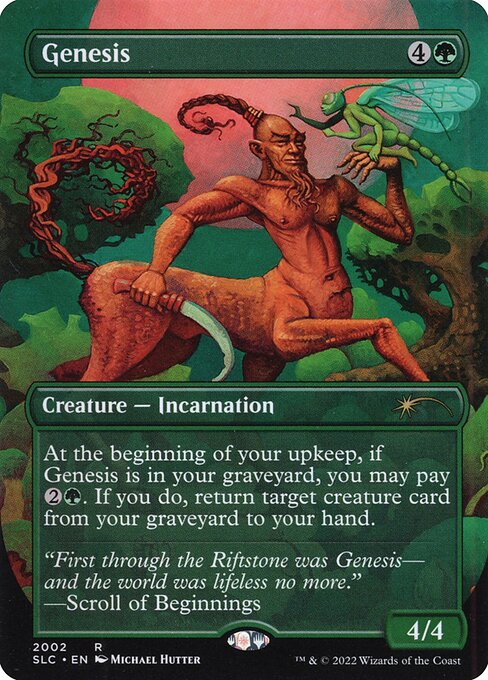 Genesis
4
Creature — Incarnation
At the beginning of your upkeep, if
Genesis is in your graveyard, you may pay
2. If you do, return target creature card
from your graveyard to your hand.
“First through the Riftstone was Genesis—
and the world was lifeless no more.”
—Scroll of Beginnings
4/4
2002 R
SLC • EN Michael Hutter
™ & © 2022 Wizards of the Coast